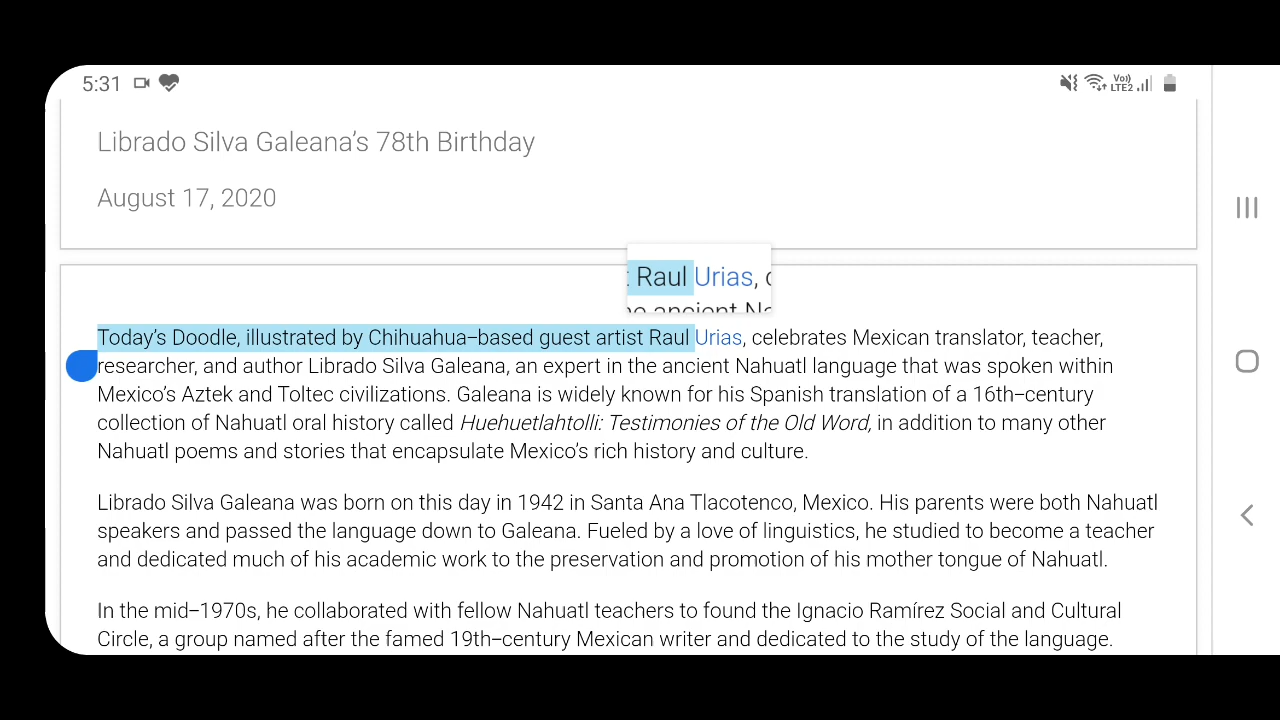 5:31
Vo))
LTE2
Librado Silva Galeana’s 78th Birthday
August 17, 2020
Raul Urias,
ancient
Today’s Doodle, illustrated by Chihuahua–based guest artist Raul Urias, celebrates Mexican translator, teacher,
researcher, and author Librado Silva Galeana, an expert in the ancient Nahuatl language that was spoken within
Mexico’s Aztek and Toltec civilizations. Galeana is widely known for his Spanish translation of a 16th–century
collection of Nahuatl oral history called Huehuetlahtolli: Testimonies of the Old Word, in addition to many other
Nahuatl poems and stories that encapsulate Mexico’s rich history and culture.
Librado Silva Galeana was born on this day in 1942 in Santa Ana Tlacotenco, Mexico. His parents were both Nahuatl
speakers and passed the language down to Galeana. Fueled by a love of linguistics, he studied to become a teacher
and dedicated much of his academic work to the preservation and promotion of his mother tongue of Nahuatl.
In the mid–1970s, he collaborated with fellow Nahuatl teachers to found the Ignacio Ramírez Social and Cultural
Circle, a group named after the famed 19th–century Mexican writer and dedicated to the study of the language.